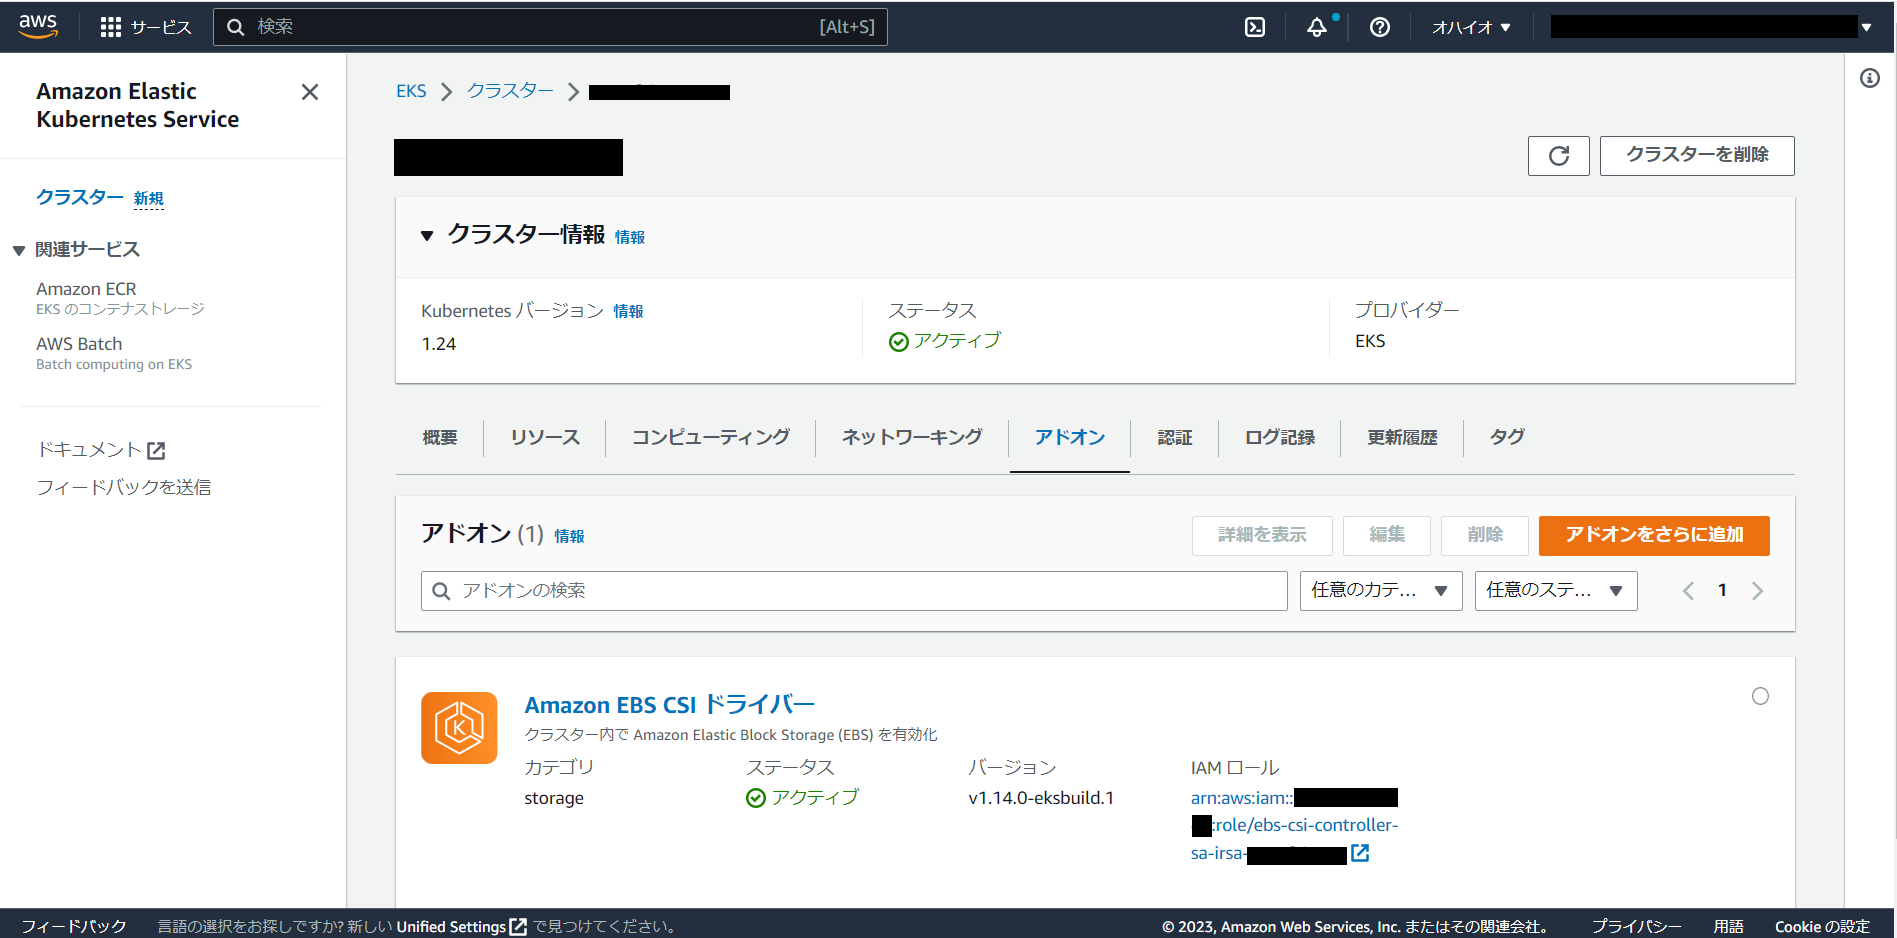 aws
サービス
検索
[Alt+S]
オハイオ
Amazon Elastic
Kubernetes Service
クラスター 新規
関連サービス
Amazon ECR
EKS のコンテナストレージ
AWS Batch
Batch computing on EKS
ドキュメント
フィードバックを送信
EKS
クラスター
クラスターを削除
クラスター情報 情報
Kubernetes バージョン 情報
1.24
ステータス
アクティブ
プロバイダー
EKS
概要
リソース
コンピューティング
ネットワーキング
アドオン
認証
ログ記録
更新履歴
タグ
アドオン (1) 情報
詳細を表示
編集
削除
アドオンをさらに追加
アドオンの検索
任意のカテ...
任意のステ...
1
Amazon EBS CSI ドライバー
クラスター内で Amazon Elastic Block Storage (EBS) を有効化
カテゴリ
storage
ステータス
アクティブ
バージョン
v1.14.0-eksbuild.1
IAM ロール
arn:aws:iam::
:role/ebs-csi-controller-
sa-irsa-
フィードバック
言語の選択をお探しですか? 新しい Unified Settings で見つけてください。
© 2023, Amazon Web Services, Inc. またはその関連会社。
プライバシー
用語
Cookie の設定